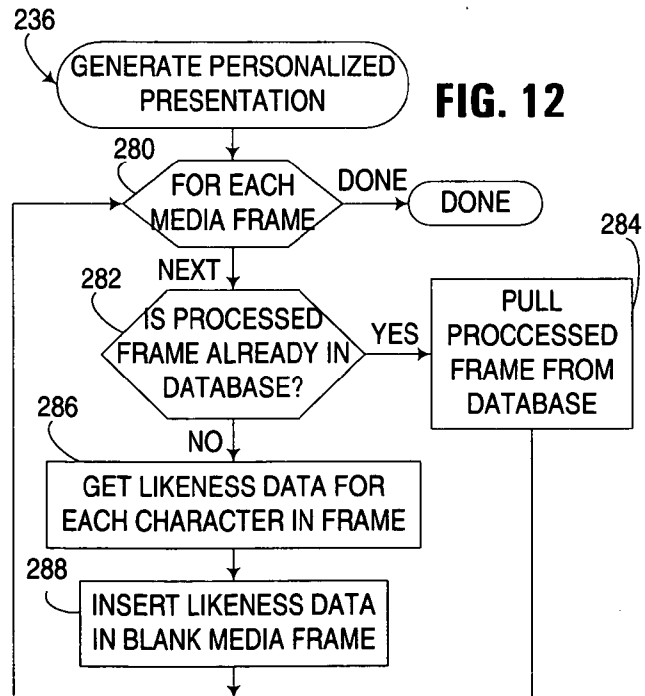 236
GENERATE PERSONALIZED
PRESENTATION
FIG. 12
280
FOR EACH
MEDIA FRAME
DONE
DONE
284
NEXT
282
IS PROCESSED
FRAME ALREADY IN
DATABASE?
YES
PULL
PROCCESSED
FRAME FROM
DATABASE
286
NO
GET LIKENESS DATA FOR
EACH CHARACTER IN FRAME
288
INSERT LIKENESS DATA
IN BLANK MEDIA FRAME